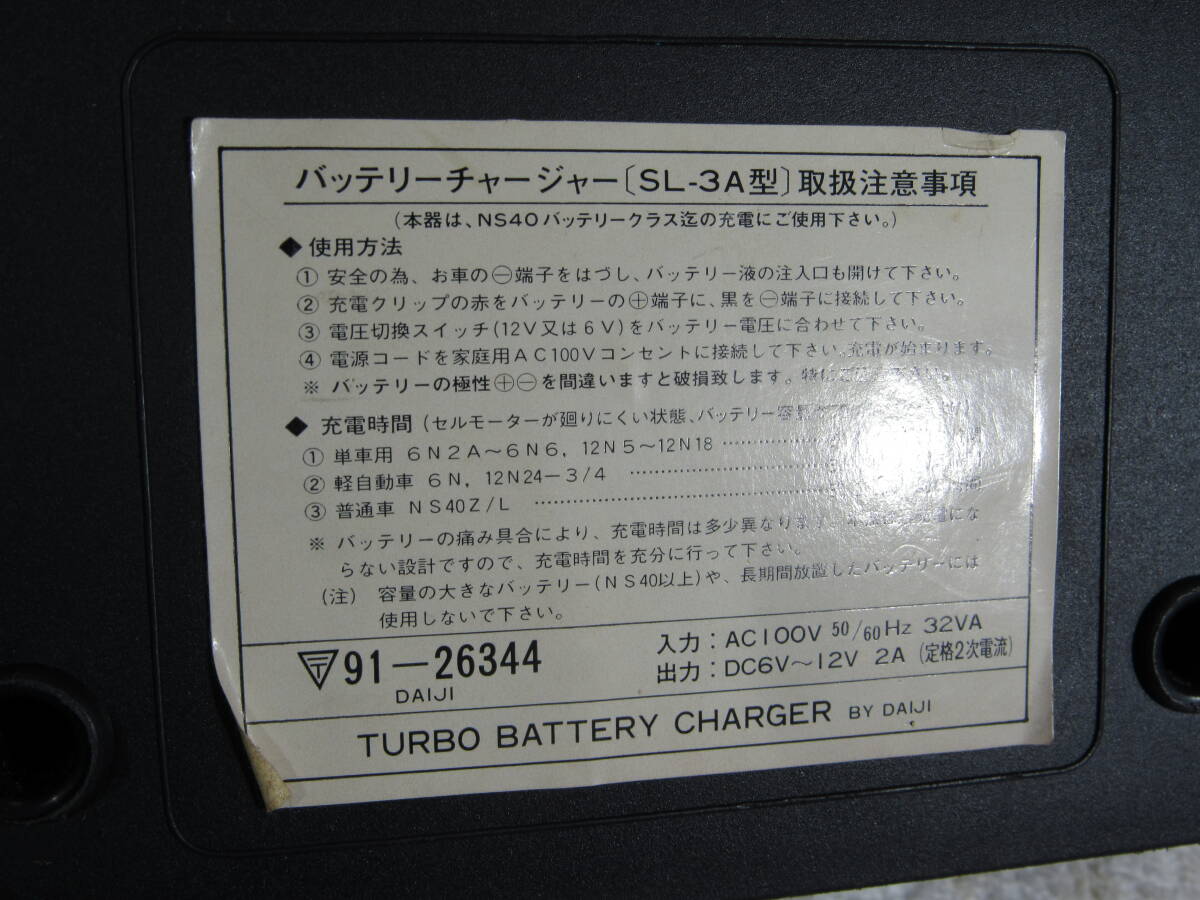 バッテリーチャージャー〔SL-3A型〕取扱注意事項
(本器は、NS40バッテリークラス迄の充電にご使用下さい。)
◆使用方法
① 安全の為、お車の⊖端子をはづし、バッテリー液の注入口も開けて下さい。
② 充電クリップの赤をバッテリーの⊕端子に、黒を⊖端子に接続して下さい。
③ 電圧切換スイッチ(12V又は6V)をバッテリー電圧に合わせて下さい。
④ 電源コードを家庭用AC100Vコンセントに接続して下さい。充電が始まります。
※ バッテリーの極性⊕⊖を間違いますと破損致します。特にご
◆ 充電時間(セルモーターが廻りにくい状態、バッテリー容量
① 単車用 6N2A～6N6, 12N5～12N18
② 軽自動車 6N, 12N24-3/4
③ 普通車 NS40Z/L
※ バッテリーの痛み具合により、充電時間は多少異なります。
らない設計ですので、充電時間を充分に行って下さい。
(注) 容量の大きなバッテリー(NS40以上)や、長期間放置したバッテリーには
使用しないで下さい。
〒91-26344
DAIJI
入力:AC100V 50/60Hz 32VA
出力:DC6V～12V 2A (定格2次電流)
TURBO BATTERY CHARGER BY DAIJI